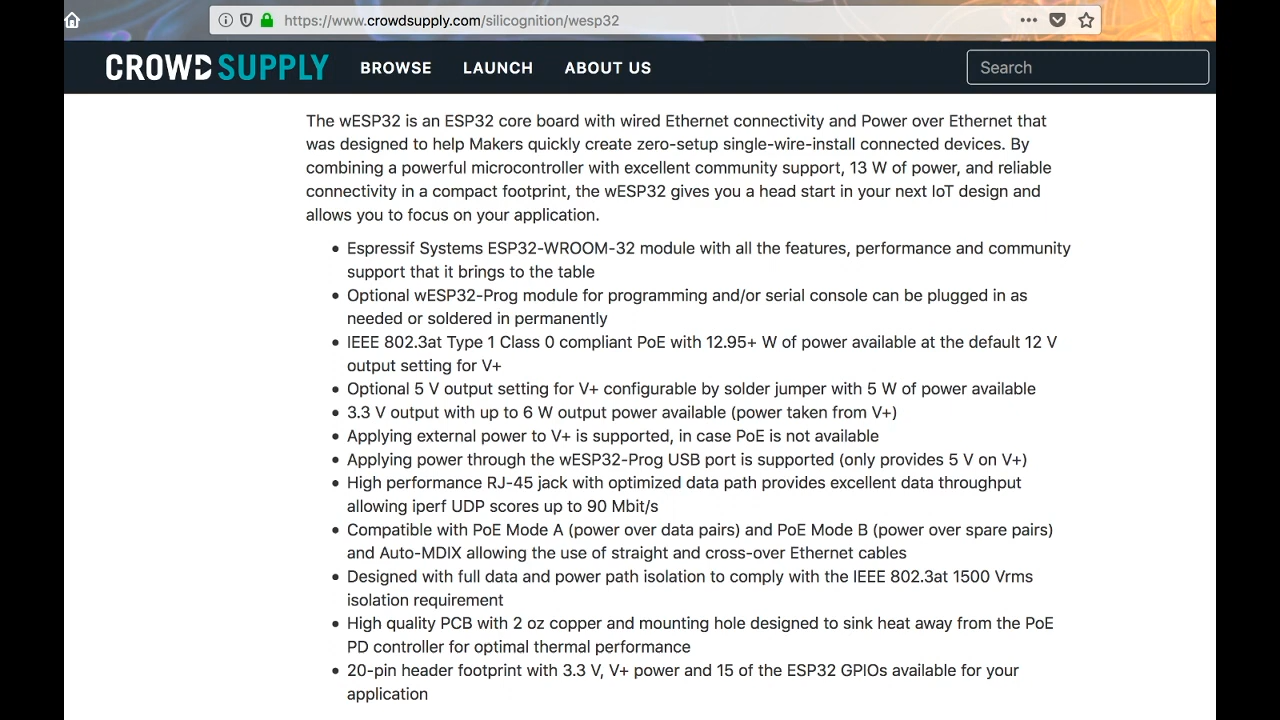 https://www.crowdsupply.com/silicognition/wesp32
CROWD SUPPLY BROWSE LAUNCH ABOUT US Search
The wESP32 is an ESP32 core board with wired Ethernet connectivity and Power over Ethernet that
was designed to help Makers quickly create zero-setup single-wire-install connected devices. By
combining a powerful microcontroller with excellent community support, 13 W of power, and reliable
connectivity in a compact footprint, the wESP32 gives you a head start in your next IoT design and
allows you to focus on your application.
• Espressif Systems ESP32-WROOM-32 module with all the features, performance and community
support that it brings to the table
• Optional wESP32-Prog module for programming and/or serial console can be plugged in as
needed or soldered in permanently
• IEEE 802.3at Type 1 Class 0 compliant PoE with 12.95+ W of power available at the default 12 V
output setting for V+
• Optional 5 V output setting for V+ configurable by solder jumper with 5 W of power available
• 3.3 V output with up to 6 W output power available (power taken from V+)
• Applying external power to V+ is supported, in case PoE is not available
• Applying power through the wESP32-Prog USB port is supported (only provides 5 V on V+)
• High performance RJ-45 jack with optimized data path provides excellent data throughput
allowing iperf UDP scores up to 90 Mbit/s
• Compatible with PoE Mode A (power over data pairs) and PoE Mode B (power over spare pairs)
and Auto-MDIX allowing the use of straight and cross-over Ethernet cables
• Designed with full data and power path isolation to comply with the IEEE 802.3at 1500 Vrms
isolation requirement
• High quality PCB with 2 oz copper and mounting hole designed to sink heat away from the PoE
PD controller for optimal thermal performance
• 20-pin header footprint with 3.3 V, V+ power and 15 of the ESP32 GPIOs available for your
application